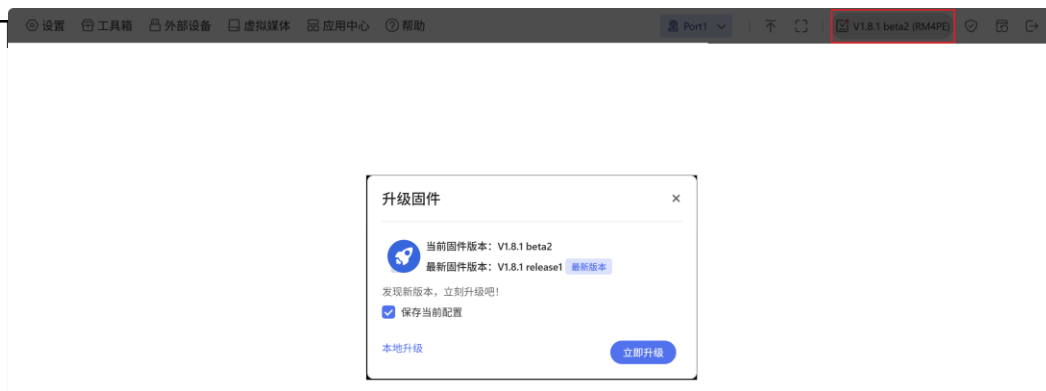 设置 工具箱 外部设备 虚拟媒体 应用中心 帮助 Port1 V1.8.1 beta2 (RM4PE)
升级固件
当前固件版本：V1.8.1 beta2
最新固件版本：V1.8.1 release1 最新版本
发现新版本，立刻升级吧！
保存当前配置
本地升级 立即升级